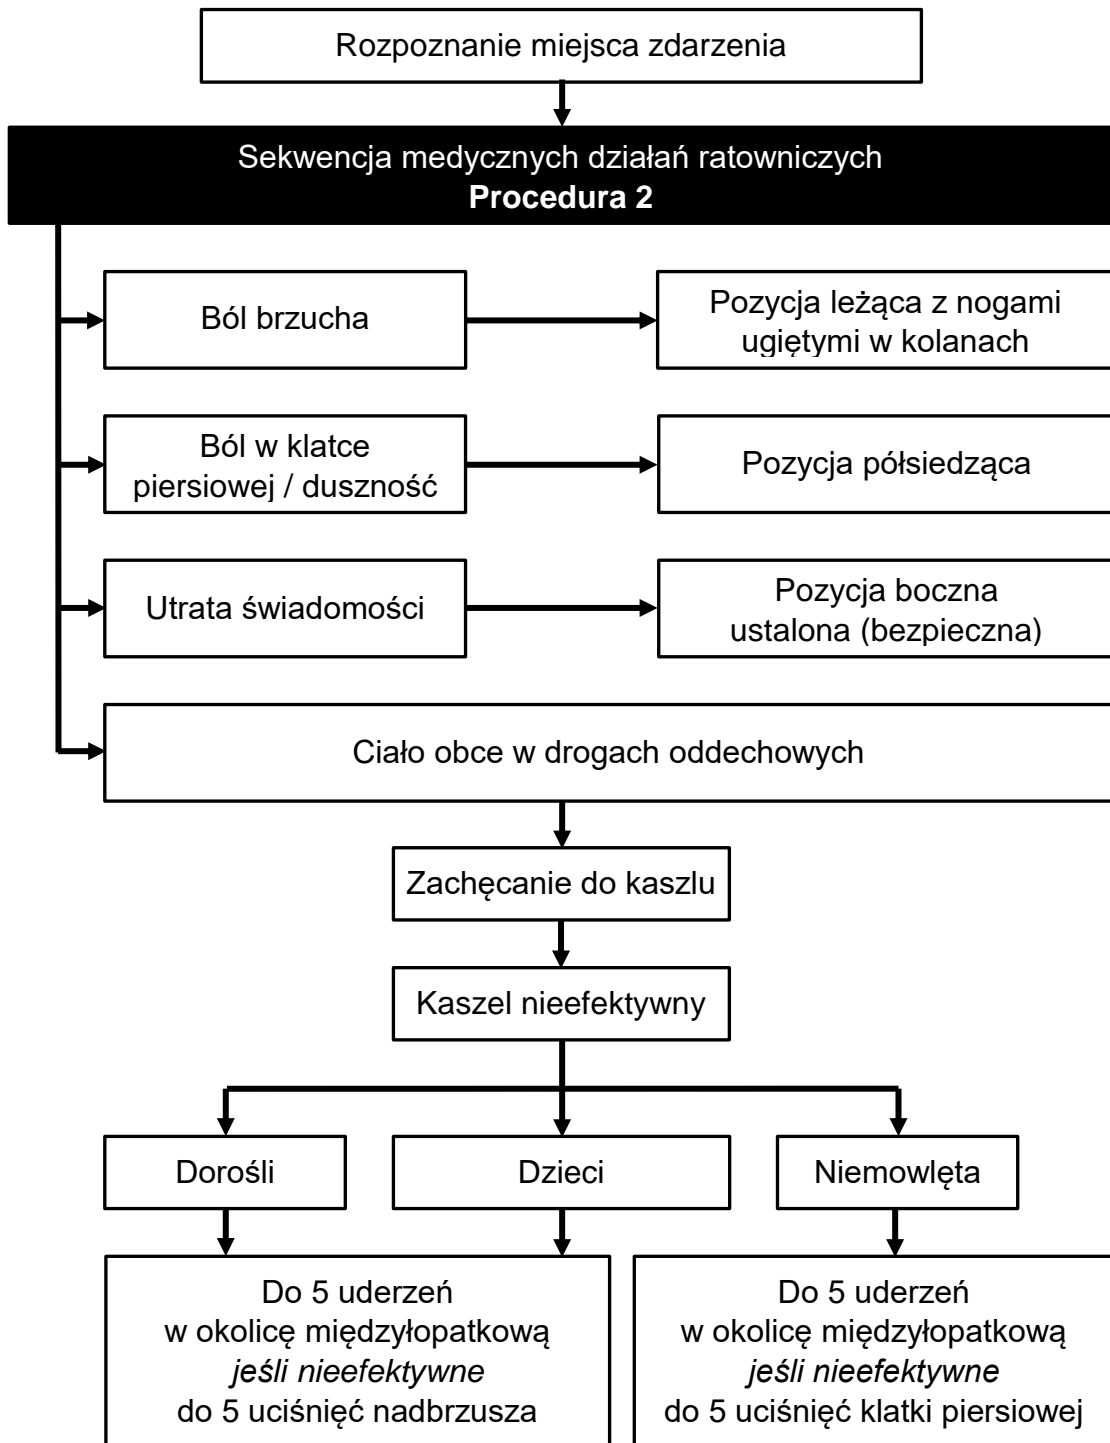 Rozpoznanie miejsca zdarzenia
Sekwencja medycznych działań ratowniczych
Procedura 2
Ból brzucha
Pozycja leżąca z nogami
ugiętymi w kolanach
Ból w klatce
piersiowej / duszność
Pozycja półsiedząca
Utrata świadomości
Pozycja boczna
ustalona (bezpieczna)
Ciało obce w drogach oddechowych
Zachęcanie do kaszlu
Kaszel nieefektywny
Dorośli
Dzieci
Niemowlęta
Do 5 uderzeń
w okolicę międzyłopatkową
jeśli nieefektywne
do 5 uciśnięć nadbrzusza
Do 5 uderzeń
w okolicę międzyłopatkową
jeśli nieefektywne
do 5 uciśnięć klatki piersiowej